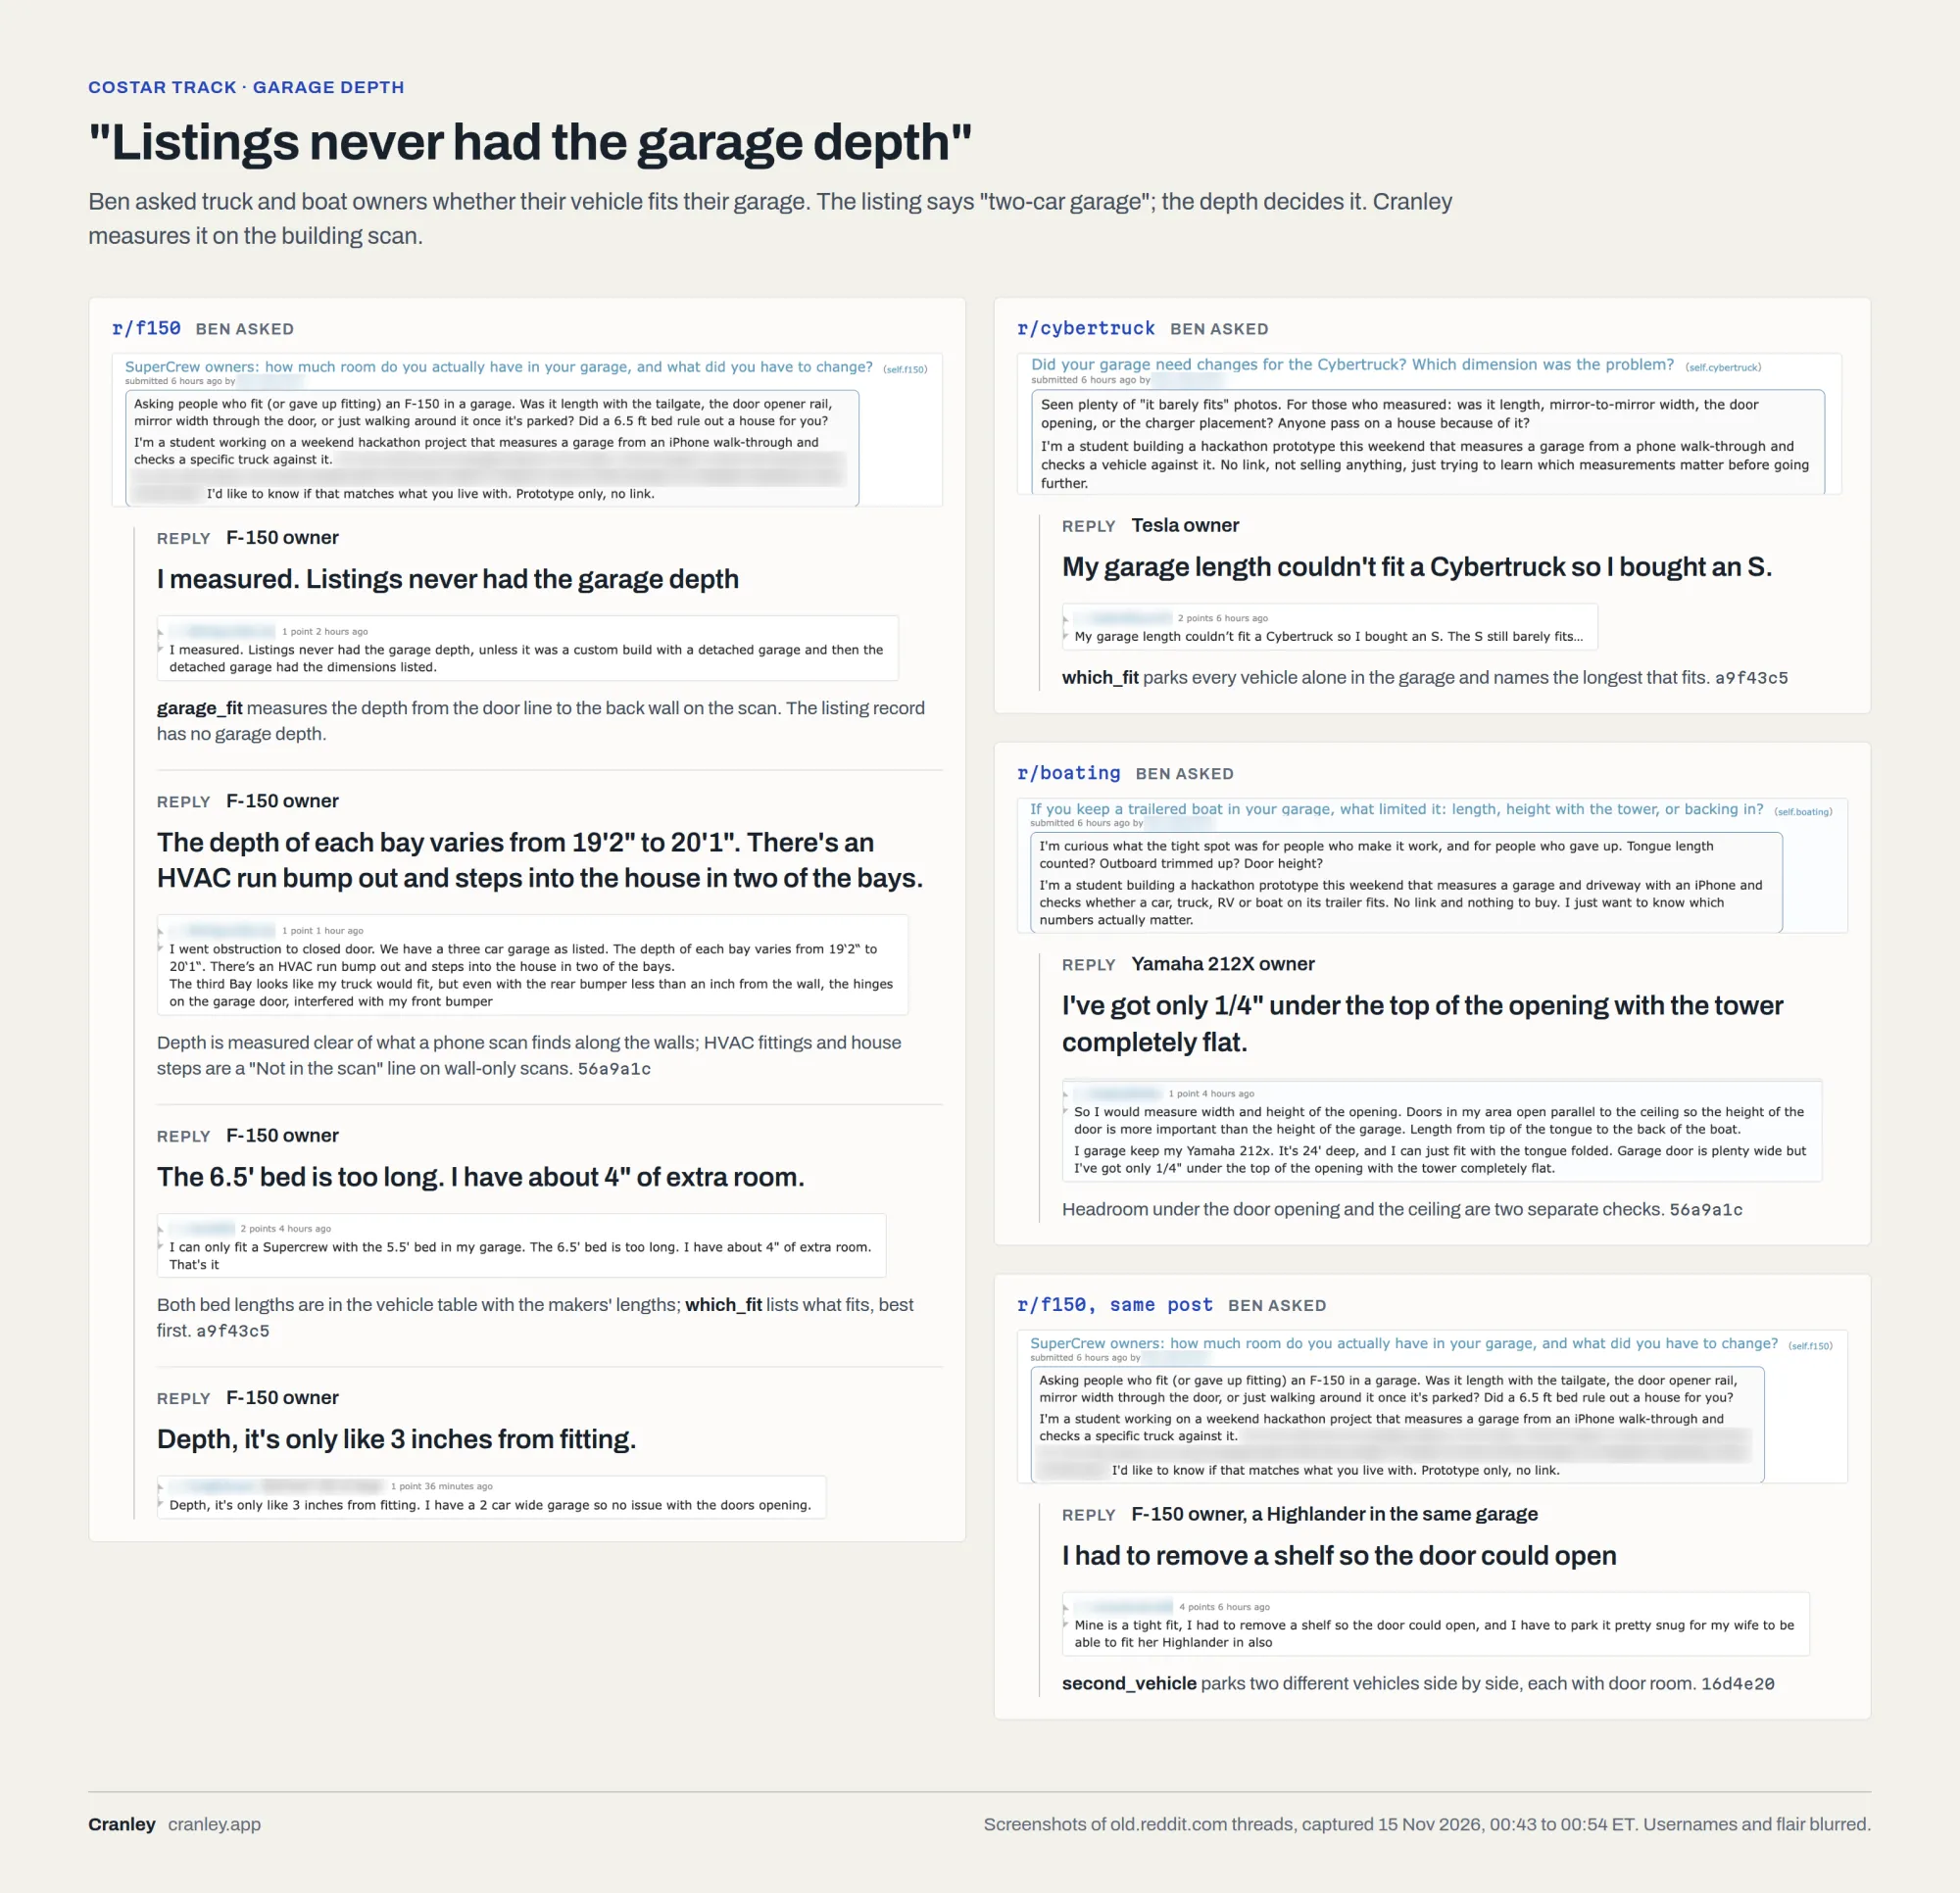 COSTAR TRACK · GARAGE DEPTH
"Listings never had the garage depth"
Ben asked truck and boat owners whether their vehicle fits their garage. The listing says "two-car garage"; the depth decides it. Cranley
measures it on the building scan.
r/f150 BEN ASKED
SuperCrew owners: how much room do you actually have in your garage, and what did you have to change? (self.f150)
submitted 6 hours ago by
Asking people who fit (or gave up fitting) an F-150 in a garage. Was it length with the tailgate, the door opener rail,
mirror width through the door, or just walking around it once it's parked? Did a 6.5 ft bed rule out a house for you?
I'm a student working on a weekend hackathon project that measures a garage from an iPhone walk-through and
checks a specific truck against it.
I'd like to know if that matches what you live with. Prototype only, no link.
REPLY F-150 owner
I measured. Listings never had the garage depth
1 point 2 hours ago
I measured. Listings never had the garage depth, unless it was a custom build with a detached garage and then the
detached garage had the dimensions listed.
garage_fit measures the depth from the door line to the back wall on the scan. The listing record
has no garage depth.
REPLY F-150 owner
The depth of each bay varies from 19'2" to 20'1". There's an
HVAC run bump out and steps into the house in two of the bays.
1 point 1 hour ago
I went obstruction to closed door. We have a three car garage as listed. The depth of each bay varies from 19‘2“ to
20‘1“. There’s an HVAC run bump out and steps into the house in two of the bays.
The third Bay looks like my truck would fit, but even with the rear bumper less than an inch from the wall, the hinges
on the garage door, interfered with my front bumper
Depth is measured clear of what a phone scan finds along the walls; HVAC fittings and house
steps are a "Not in the scan" line on wall-only scans. 56a9a1c
REPLY F-150 owner
The 6.5' bed is too long. I have about 4" of extra room.
2 points 4 hours ago
I can only fit a Supercrew with the 5.5' bed in my garage. The 6.5' bed is too long. I have about 4" of extra room.
That's it
Both bed lengths are in the vehicle table with the makers' lengths; which_fit lists what fits, best
first. a9f43c5
REPLY F-150 owner
Depth, it's only like 3 inches from fitting.
1 point 36 minutes ago
Depth, it's only like 3 inches from fitting. I have a 2 car wide garage so no issue with the doors opening.
r/cybertruck BEN ASKED
Did your garage need changes for the Cybertruck? Which dimension was the problem? (self.cybertruck)
submitted 6 hours ago by
Seen plenty of "it barely fits" photos. For those who measured: was it length, mirror-to-mirror width, the door
opening, or the charger placement? Anyone pass on a house because of it?
I'm a student building a hackathon prototype this weekend that measures a garage from a phone walk-through and
checks a vehicle against it. No link, not selling anything, just trying to learn which measurements matter before going
further.
REPLY Tesla owner
My garage length couldn't fit a Cybertruck so I bought an S.
2 points 6 hours ago
My garage length couldn’t fit a Cybertruck so I bought an S. The S still barely fits...
which_fit parks every vehicle alone in the garage and names the longest that fits. a9f43c5
r/boating BEN ASKED
If you keep a trailered boat in your garage, what limited it: length, height with the tower, or backing in? (self.boating)
submitted 6 hours ago by
I'm curious what the tight spot was for people who make it work, and for people who gave up. Tongue length
counted? Outboard trimmed up? Door height?
I'm a student building a hackathon prototype this weekend that measures a garage and driveway with an iPhone and
checks whether a car, truck, RV or boat on its trailer fits. No link and nothing to buy. I just want to know which
numbers actually matter.
REPLY Yamaha 212X owner
I've got only 1/4" under the top of the opening with the tower
completely flat.
1 point 4 hours ago
So I would measure width and height of the opening. Doors in my area open parallel to the ceiling so the height of the
door is more important than the height of the garage. Length from tip of the tongue to the back of the boat.
I garage keep my Yamaha 212x. It's 24' deep, and I can just fit with the tongue folded. Garage door is plenty wide but
I've got only 1/4" under the top of the opening with the tower completely flat.
Headroom under the door opening and the ceiling are two separate checks. 56a9a1c
r/f150, same post BEN ASKED
SuperCrew owners: how much room do you actually have in your garage, and what did you have to change? (self.f150)
submitted 6 hours ago by
Asking people who fit (or gave up fitting) an F-150 in a garage. Was it length with the tailgate, the door opener rail,
mirror width through the door, or just walking around it once it's parked? Did a 6.5 ft bed rule out a house for you?
I'm a student working on a weekend hackathon project that measures a garage from an iPhone walk-through and
checks a specific truck against it.
I'd like to know if that matches what you live with. Prototype only, no link.
REPLY F-150 owner, a Highlander in the same garage
I had to remove a shelf so the door could open
4 points 6 hours ago
Mine is a tight fit, I had to remove a shelf so the door could open, and I have to park it pretty snug for my wife to be
able to fit her Highlander in also
second_vehicle parks two different vehicles side by side, each with door room. 16d4e20
Cranley cranley.app
Screenshots of old.reddit.com threads, captured 15 Nov 2026, 00:43 to 00:54 ET. Usernames and flair blurred.